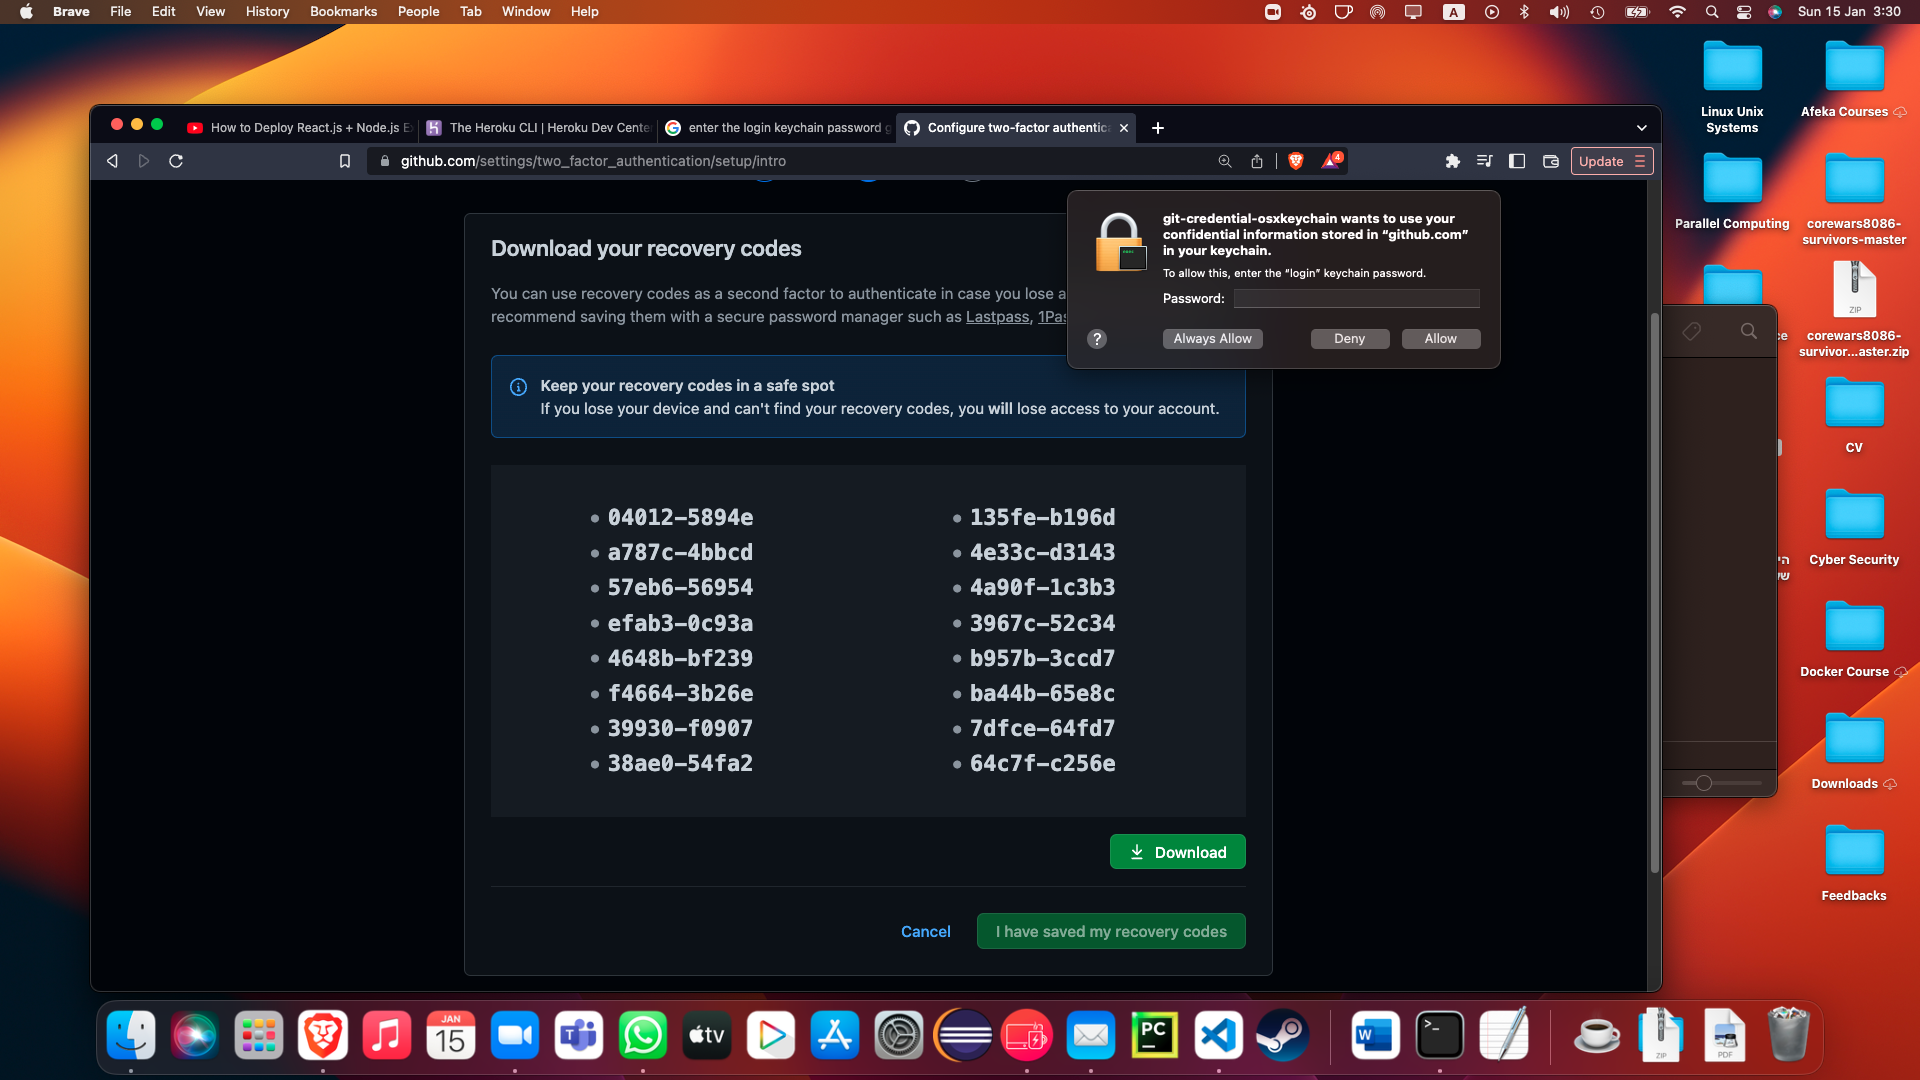 Brave File Edit View History Bookmarks People Tab Window Help
A
Sun 15 Jan 3:30
How to Deploy React.js + Node.js E
The Heroku CLI | Heroku Dev Cente
enter the login keychain password g
Configure two-factor authentica
github.com/settings/two_factor_authentication/setup/intro
4
Update
Download your recovery codes
You can use recovery codes as a second factor to authenticate in case you lose a
recommend saving them with a secure password manager such as Lastpass, 1Pas
Keep your recovery codes in a safe spot
If you lose your device and can't find your recovery codes, you will lose access to your account.
04012-5894e
a787c-4bbcd
57eb6-56954
efab3-0c93a
4648b-bf239
f4664-3b26e
39930-f0907
38ae0-54fa2
135fe-b196d
4e33c-d3143
4a90f-1c3b3
3967c-52c34
b957b-3ccd7
ba44b-65e8c
7dfce-64fd7
64c7f-c256e
Download
Cancel
I have saved my recovery codes
git-credential-osxkeychain wants to use your
confidential information stored in “github.com”
in your keychain.
To allow this, enter the “login” keychain password.
Password:
?
Always Allow
Deny
Allow
Linux Unix
Systems
Afeka Courses
Parallel Computing
corewars8086-
survivors-master
ZIP
ce
corewars8086-
survivor...aster.zip
CV
הי
שע
Cyber Security
Docker Course
Downloads
Feedbacks
JAN
15
tv
PC
W
>_
ZIP
PDF